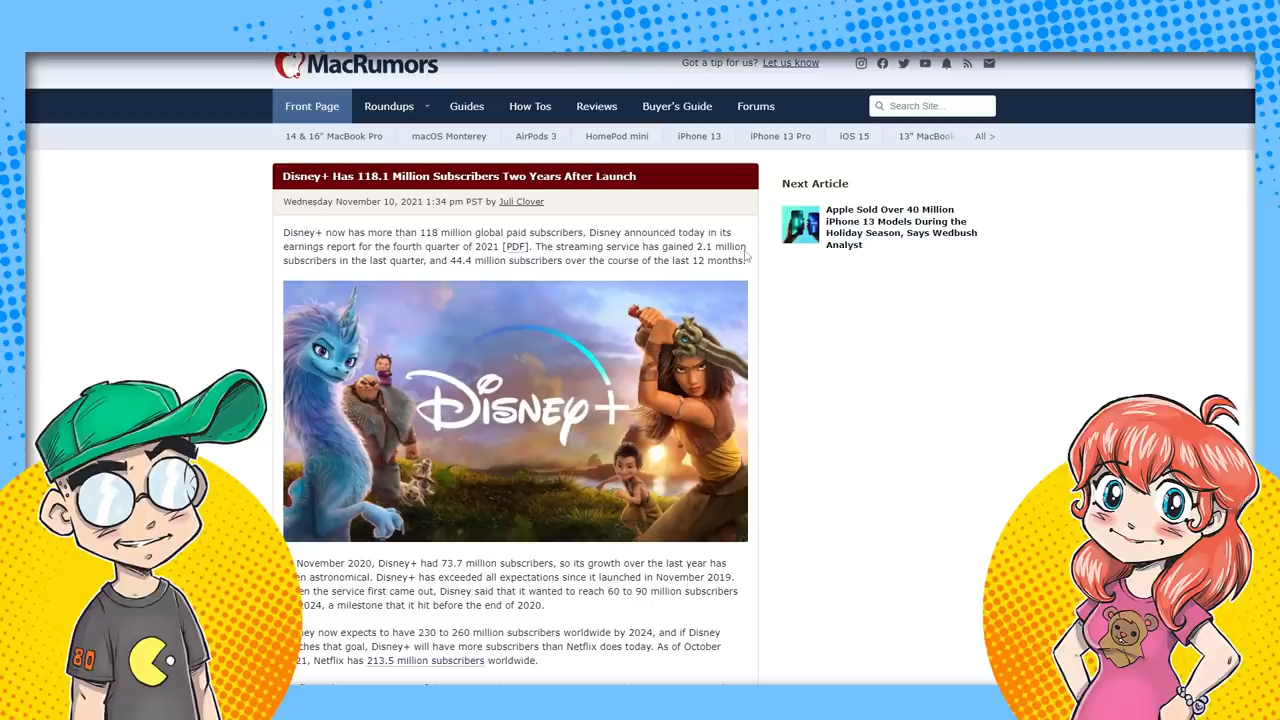 MacRumors
Got a tip for us? Let us know
Front Page Roundups Guides How Tos Reviews Buyer's Guide Forums Search Site...
14 & 16" MacBook Pro macOS Monterey AirPods 3 HomePod mini iPhone 13 iPhone 13 Pro iOS 15 13" MacBook All >
Disney+ Has 118.1 Million Subscribers Two Years After Launch
Wednesday November 10, 2021 1:34 pm PST by Juli Clover
Disney+ now has more than 118 million global paid subscribers, Disney announced today in its
earnings report for the fourth quarter of 2021 [PDF]. The streaming service has gained 2.1 million
subscribers in the last quarter, and 44.4 million subscribers over the course of the last 12 months.
Disney+
November 2020, Disney+ had 73.7 million subscribers, so its growth over the last year has
astronomical. Disney+ has exceeded all expectations since it launched in November 2019.
the service first came out, Disney said that it wanted to reach 60 to 90 million subscribers
2024, a milestone that it hit before the end of 2020.
now expects to have 230 to 260 million subscribers worldwide by 2024, and if Disney
that goal, Disney+ will have more subscribers than Netflix does today. As of October
Netflix has 213.5 million subscribers worldwide.
Next Article
Apple Sold Over 40 Million
iPhone 13 Models During the
Holiday Season, Says Wedbush
Analyst
80